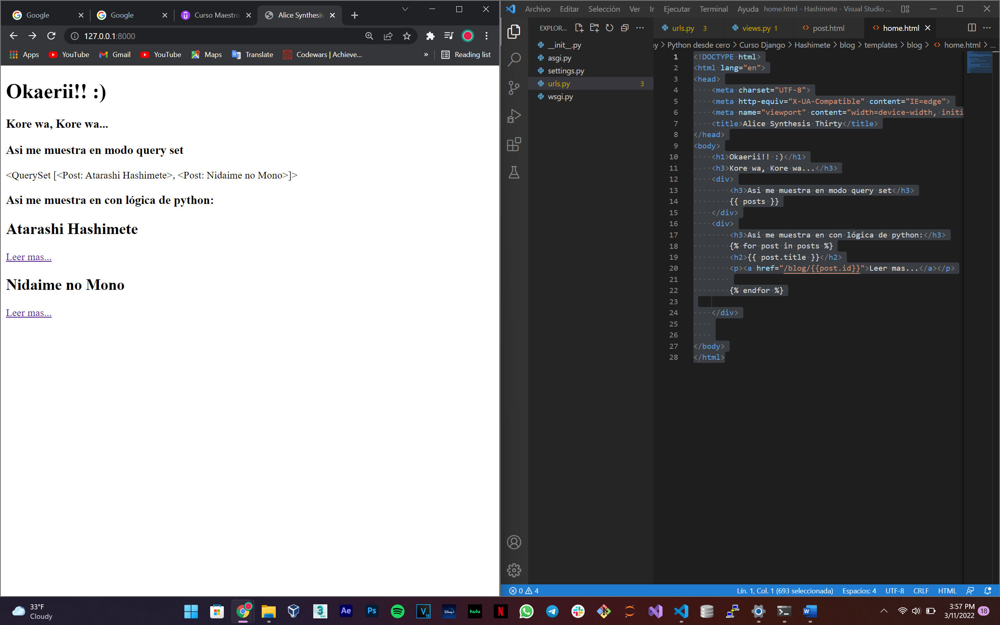 Google
Google
Curso Maestro
Alice Synthesis
127.0.0.1:8000
Apps
YouTube
Gmail
YouTube
Maps
Translate
Codewars | Achieve...
»
Reading list
Okaerii!! :)
Kore wa, Kore wa...
Asi me muestra en modo query set
<QuerySet [<Post: Atarashi Hashimete>, <Post: Nidaime no Mono>]>
Asi me muestra en con lógica de python:
Atarashi Hashimete
Leer mas...
Nidaime no Mono
Leer mas...
Archivo Editar Selección Ver Ir Ejecutar Terminal Ayuda home.html - Hashimete - Visual Studio ...
EXPLOR...
__init__.py
asgi.py
settings.py
urls.py 3
wsgi.py
urls.py 3
views.py 1
post.html
home.html
y > Python desde cero > Curso Django > Hashimete > blog > templates > blog > <> home.html > ...
1 <!DOCTYPE html>
2 <html lang="en">
3 <head>
4 <meta charset="UTF-8">
5 <meta http-equiv="X-UA-Compatible" content="IE=edge">
6 <meta name="viewport" content="width=device-width, initi
7 <title>Alice Synthesis Thirty</title>
8 </head>
9 <body>
10 <h1>Okaerii!! :)</h1>
11 <h3>Kore wa, Kore wa...</h3>
12 <div>
13 <h3>Asi me muestra en modo query set</h3>
14 {{ posts }}
15 </div>
16 <div>
17 <h3>Asi me muestra en con lógica de python:</h3>
18 {% for post in posts %}
19 <h2>{{ post.title }}</h2>
20 <p><a href="/blog/{{post.id}}">Leer mas...</a></p>
21
22 {% endfor %}
23
24 </div>
25
26
27 </body>
28 </html>
0 4
Lín. 1, Col. 1 (693 seleccionada)
Espacios: 4
UTF-8
CRLF
HTML
33°F
Cloudy
3
MAX
Ae
Ps
V
18
Disney+
hulu
N
W
3:57 PM
3/11/2022
18